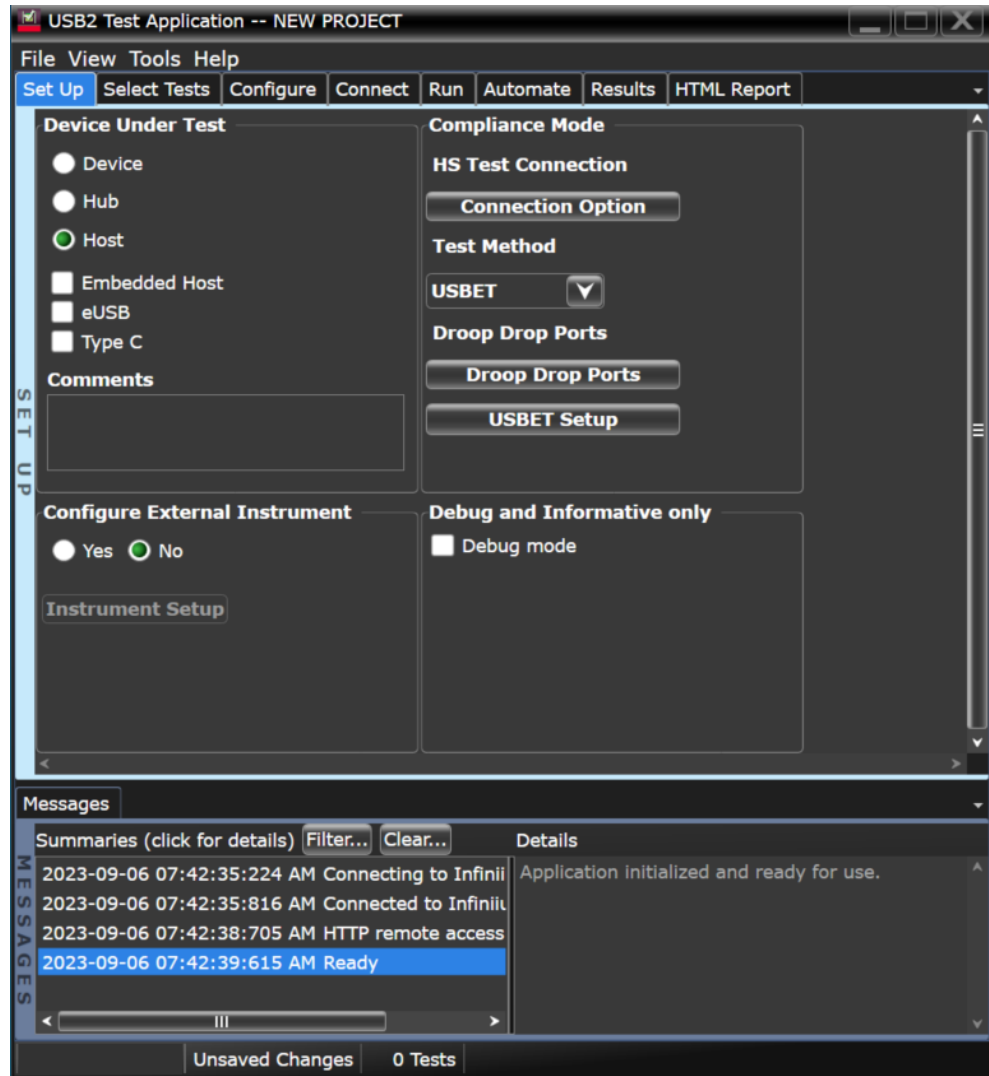 USB2 Test Application -- NEW PROJECT
File View Tools Help
Set Up Select Tests Configure Connect Run Automate Results HTML Report
SET UP
Device Under Test
Device
Hub
Host
Embedded Host
eUSB
Type C
Comments
Compliance Mode
HS Test Connection
Connection Option
Test Method
USBET
Droop Drop Ports
Droop Drop Ports
USBET Setup
Configure External Instrument
Yes No
Instrument Setup
Debug and Informative only
Debug mode
Messages
MESSAGES
Summaries (click for details) Filter... Clear...
2023-09-06 07:42:35:224 AM Connecting to Infinii
2023-09-06 07:42:35:816 AM Connected to Infiniiu
2023-09-06 07:42:38:705 AM HTTP remote access
2023-09-06 07:42:39:615 AM Ready
Details
Application initialized and ready for use.
Unsaved Changes 0 Tests